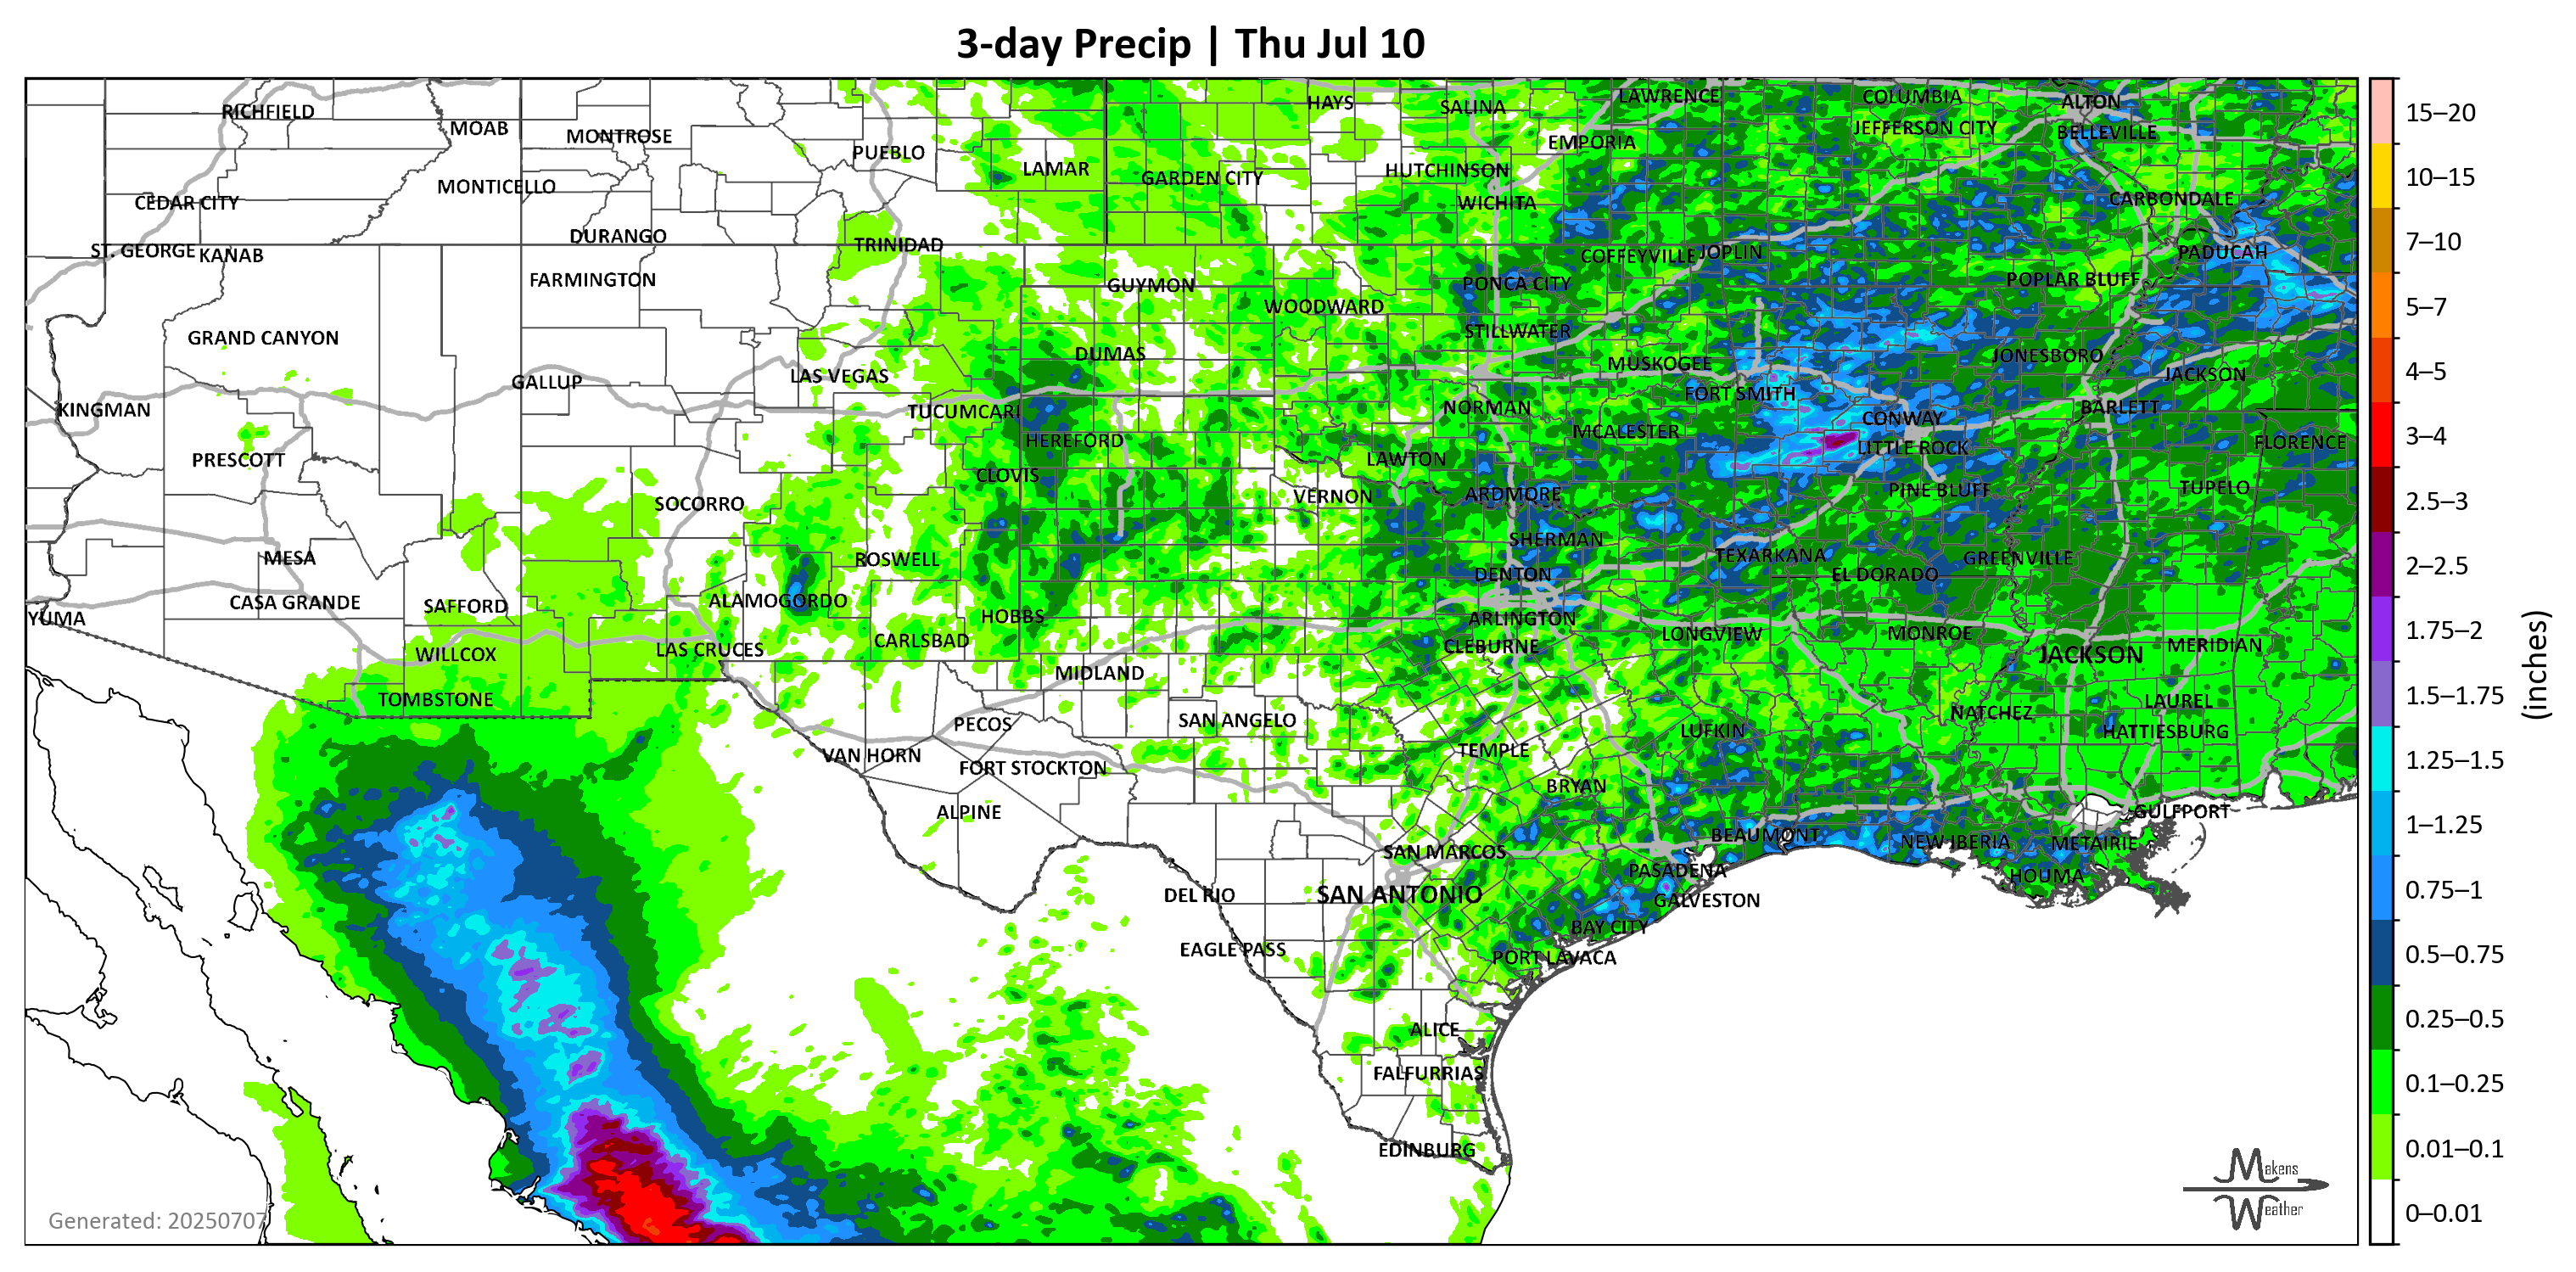 3-day Precip | Thu Jul 10
RICHFIELD
MOAB
MONTROSE
PUEBLO
LAMAR
GARDEN CITY
HAYS
SALINA
LAWRENCE
COLUMBIA
ALTON
EMPORIA
JEFFERSON CITY
BELLEVILLE
HUTCHINSON
MONTICELLO
CEDAR CITY
WICHITA
CARBONDALE
DURANGO
TRINIDAD
ST. GEORGE
KANAB
COFFEYVILLE
JOPLIN
PADUCAH
FARMINGTON
GUYMON
PONCA CITY
POPLAR BLUFF
WOODWARD
GRAND CANYON
STILLWATER
DUMAS
JONESBORO
MUSKOGEE
LAS VEGAS
JACKSON
GALLUP
FORT SMITH
KINGMAN
TUCUMCARI
NORMAN
BARLETT
CONWAY
HEREFORD
MCALESTER
LITTLE ROCK
FLORENCE
PRESCOTT
LAWTON
CLOVIS
SOCORRO
VERNON
ARDMORE
PINE BLUFF
TUPELO
SHERMAN
MESA
ROSWELL
TEXARKANA
GREENVILLE
DENTON
EL DORADO
CASA GRANDE
SAFFORD
ALAMOGORDO
YUMA
HOBBS
ARLINGTON
CARLSBAD
LONGVIEW
MONROE
WILLCOX
LAS CRUCES
CLEBURNE
JACKSON
MERIDIAN
MIDLAND
TOMBSTONE
LAUREL
NATCHEZ
PECOS
SAN ANGELO
LUFKIN
HATTIESBURG
VAN HORN
TEMPLE
FORT STOCKTON
BRYAN
ALPINE
GULFPORT
BEAUMONT
NEW IBERIA
METAIRIE
SAN MARCOS
PASADENA
HOUMA
DEL RIO
SAN ANTONIO
GALVESTON
BAY CITY
EAGLE PASS
PORT LAVACA
ALICE
FALFURRIAS
EDINBURG
Generated: 20250707
Makens
Weather
15–20
10–15
7–10
5–7
4–5
3–4
2.5–3
2–2.5
1.75–2
1.5–1.75
1.25–1.5
1–1.25
0.75–1
0.5–0.75
0.25–0.5
0.1–0.25
0.01–0.1
0–0.01
(inches)